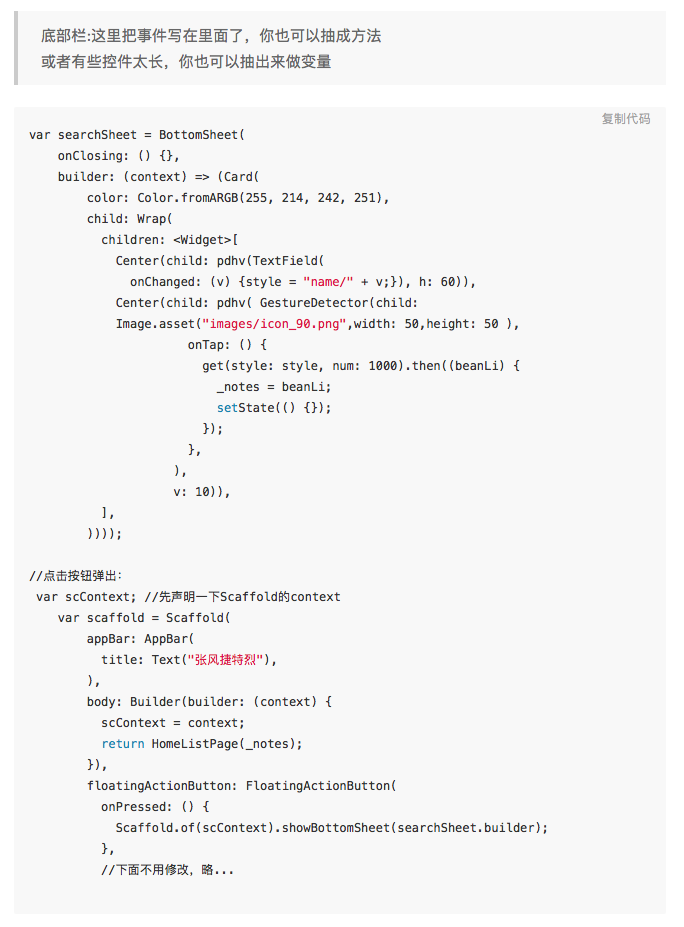 底部栏:这里把事件写在里面了，你也可以抽成方法
或者有些控件太长，你也可以抽出来做变量
复制代码
var searchSheet = BottomSheet(
    onClosing: () {},
    builder: (context) => (Card(
        color: Color.fromARGB(255, 214, 242, 251),
        child: Wrap(
          children: <Widget>[
            Center(child: pdhv(TextField(
              onChanged: (v) {style = "name/" + v;}), h: 60)),
            Center(child: pdhv( GestureDetector(child:
            Image.asset("images/icon_90.png",width: 50,height: 50 ),
                      onTap: () {
                        get(style: style, num: 1000).then((beanLi) {
                          _notes = beanLi;
                          setState(() {});
                        });
                      },
                    ),
                    v: 10)),
          ],
        ))));
//点击按钮弹出：
 var scContext; //先声明一下Scaffold的context
    var scaffold = Scaffold(
        appBar: AppBar(
          title: Text("张风捷特烈"),
        ),
        body: Builder(builder: (context) {
          scContext = context;
          return HomeListPage(_notes);
        }),
        floatingActionButton: FloatingActionButton(
          onPressed: () {
            Scaffold.of(scContext).showBottomSheet(searchSheet.builder);
          },
          //下面不用修改，略...